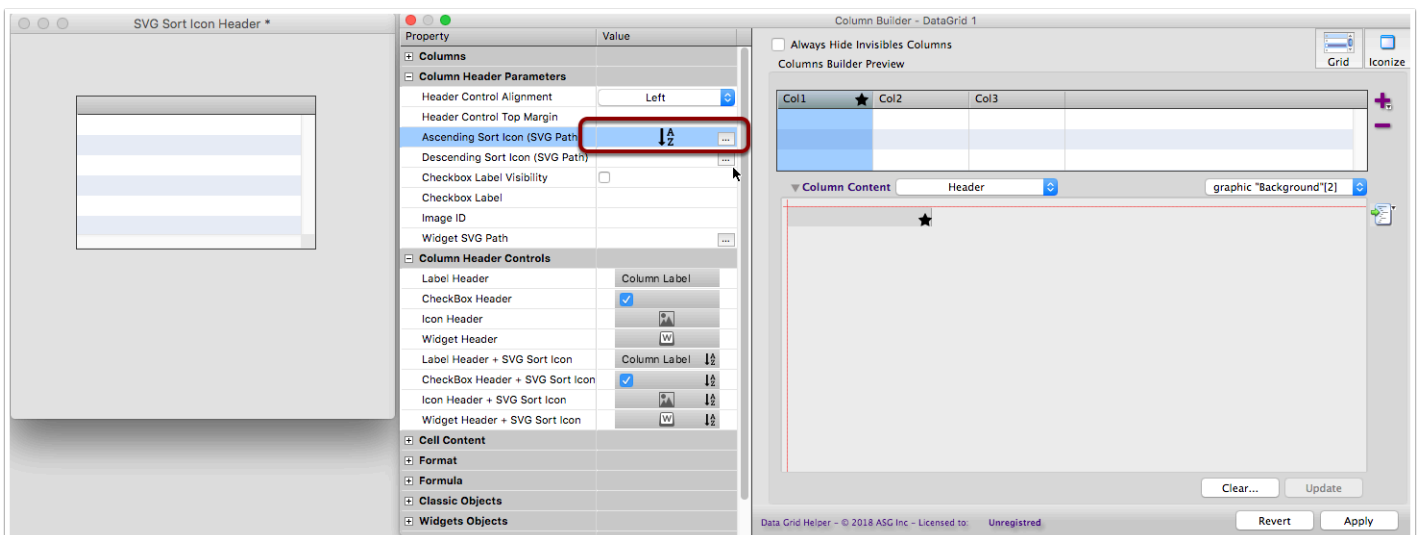 SVG Sort Icon Header *
Property Value
Columns
Column Header Parameters
Header Control Alignment Left
Header Control Top Margin
Ascending Sort Icon (SVG Path A Z ...
Descending Sort Icon (SVG Path) ...
Checkbox Label Visibility
Checkbox Label
Image ID
Widget SVG Path ...
Column Header Controls
Label Header Column Label
CheckBox Header
Icon Header
Widget Header W
Label Header + SVG Sort Icon Column Label A Z
CheckBox Header + SVG Sort Icon A Z
Icon Header + SVG Sort Icon A Z
Widget Header + SVG Sort Icon W A Z
Cell Content
Format
Formula
Classic Objects
Widgets Objects
Column Builder - DataGrid 1
Always Hide Invisibles Columns
Columns Builder Preview
Grid Iconize
Col1 Col2 Col3
Column Content Header graphic "Background"[2]
Clear... Update
Data Grid Helper - © 2018 ASG Inc - Licensed to: Unregistred
Revert Apply